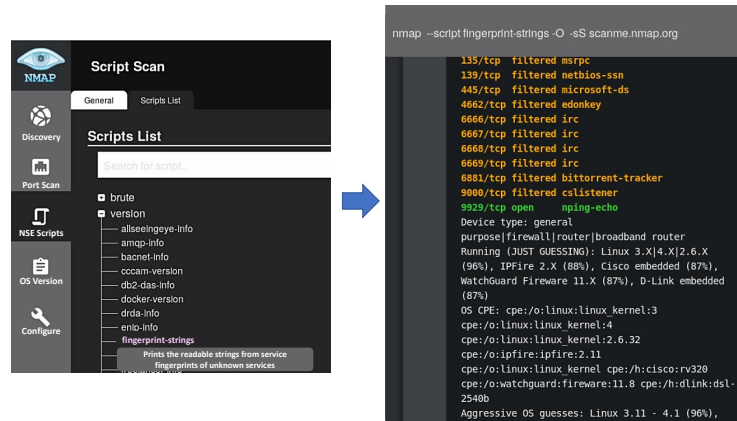 NMAP
Script Scan
General
Scripts List
Discovery
Scripts List
Search for script...
Port Scan
brute
version
NSE Scripts
allseeingeye-info
amqp-info
bacnet-info
cccam-version
OS Version
db2-das-info
docker-version
drda-info
enip-info
Configure
fingerprint-strings
Prints the readable strings from service
fingerprints of unknown services
nmap --script fingerprint-strings -O -sS scanme.nmap.org
135/tcp filtered msrpc
139/tcp filtered netbios-ssn
445/tcp filtered microsoft-ds
4662/tcp filtered edonkey
6666/tcp filtered irc
6667/tcp filtered irc
6668/tcp filtered irc
6669/tcp filtered irc
6881/tcp filtered bittorrent-tracker
9000/tcp filtered cslistener
9929/tcp open nping-echo
Device type: general
purpose|firewall|router|broadband router
Running (JUST GUESSING): Linux 3.X|4.X|2.6.X
(96%), IPFire 2.X (88%), Cisco embedded (87%),
WatchGuard Fireware 11.X (87%), D-Link embedded
(87%)
OS CPE: cpe:/o:linux:linux_kernel:3
cpe:/o:linux:linux_kernel:4
cpe:/o:linux:linux_kernel:2.6.32
cpe:/o:ipfire:ipfire:2.11
cpe:/o:linux:linux_kernel cpe:/h:cisco:rv320
cpe:/o:watchguard:fireware:11.8 cpe:/h:dlink:dsl-
2540b
Aggressive OS guesses: Linux 3.11 - 4.1 (96%),